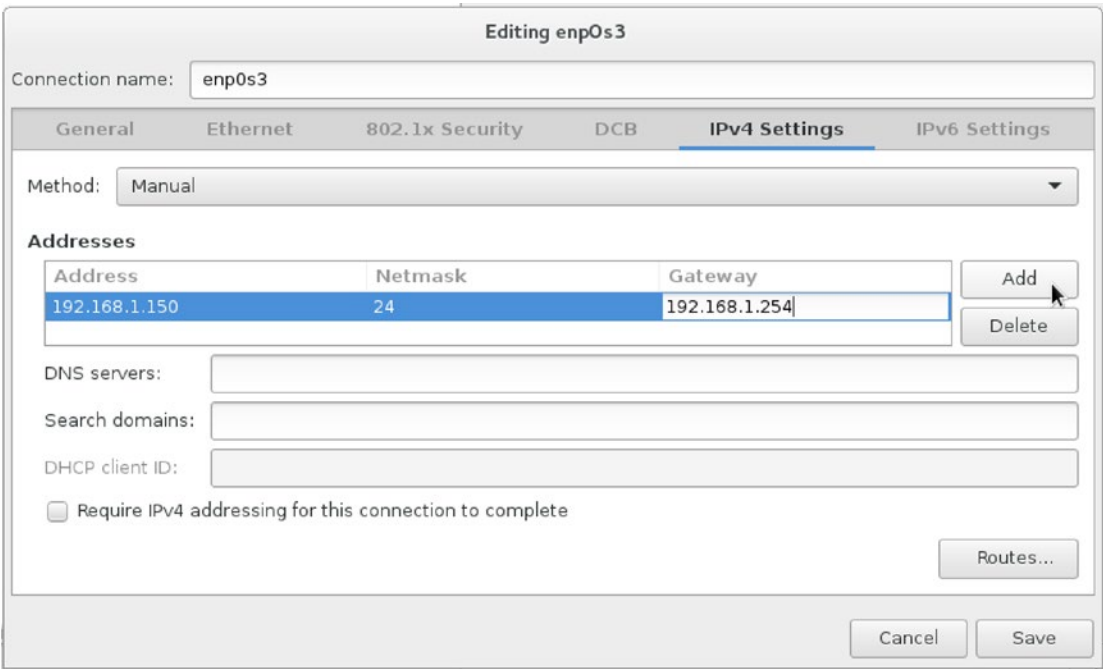 Editing enp0s3
Connection name: enp0s3
General Ethernet 802.1x Security DCB IPv4 Settings IPv6 Settings
Method: Manual
Addresses
Address Netmask Gateway
192.168.1.150 24 192.168.1.254
Add
Delete
DNS servers:
Search domains:
DHCP client ID:
Require IPv4 addressing for this connection to complete
Routes...
Cancel Save